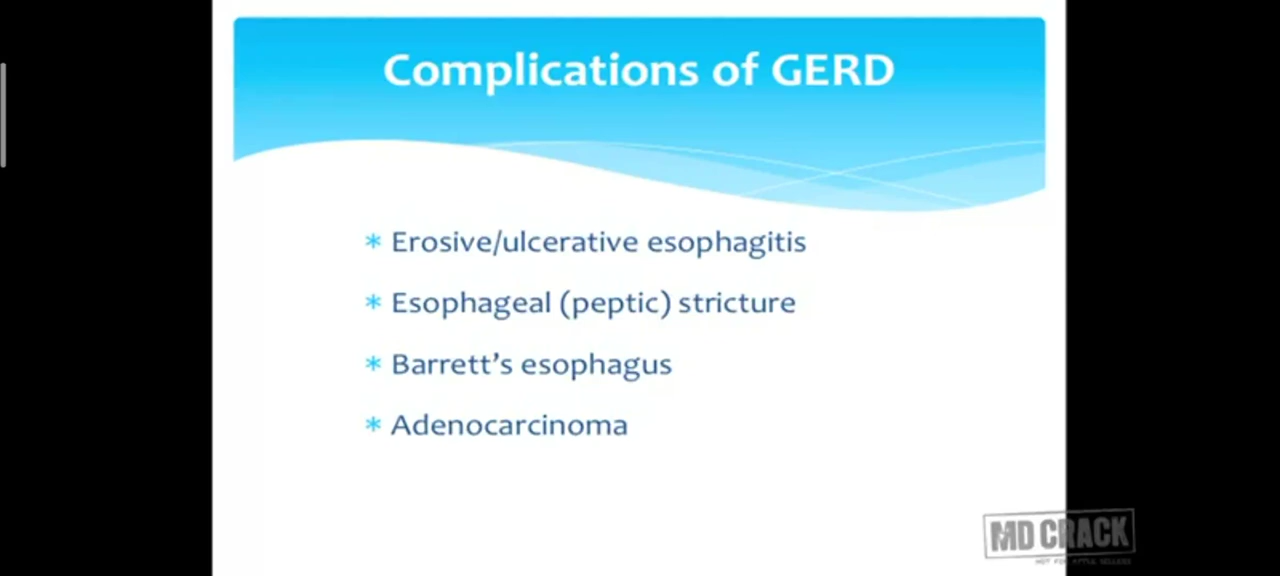 Complications of GERD
* Erosive/ulcerative esophagitis
* Esophageal (peptic) stricture
* Barrett’s esophagus
* Adenocarcinoma
MD CRACK